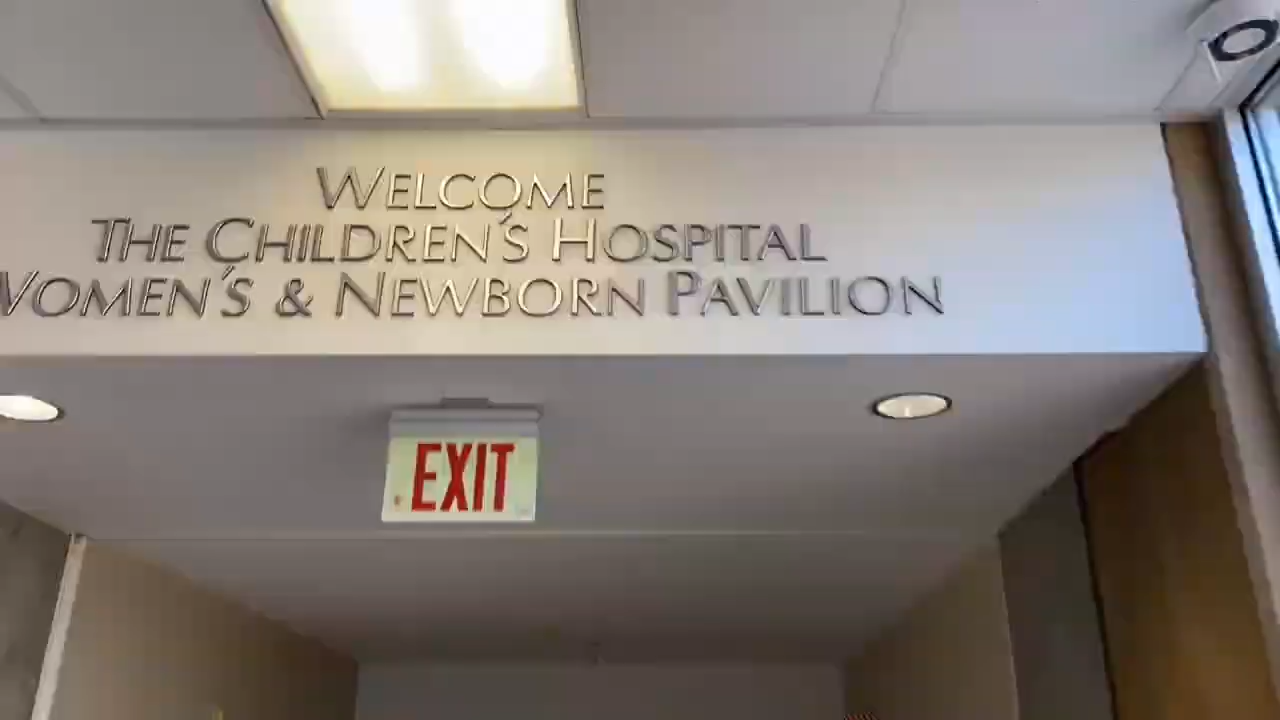 WELCOME
THE CHILDREN'S HOSPITAL
WOMEN'S & NEWBORN PAVILION
EXIT